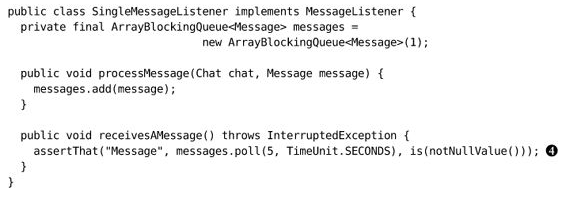 public class SingleMessageListener implements MessageListener {
  private final ArrayBlockingQueue<Message> messages =
                              new ArrayBlockingQueue<Message>(1);

  public void processMessage(Chat chat, Message message) {
    messages.add(message);
  }

  public void receivesAMessage() throws InterruptedException {
    assertThat("Message", messages.poll(5, TimeUnit.SECONDS), is(notNullValue())); ❹
  }
}